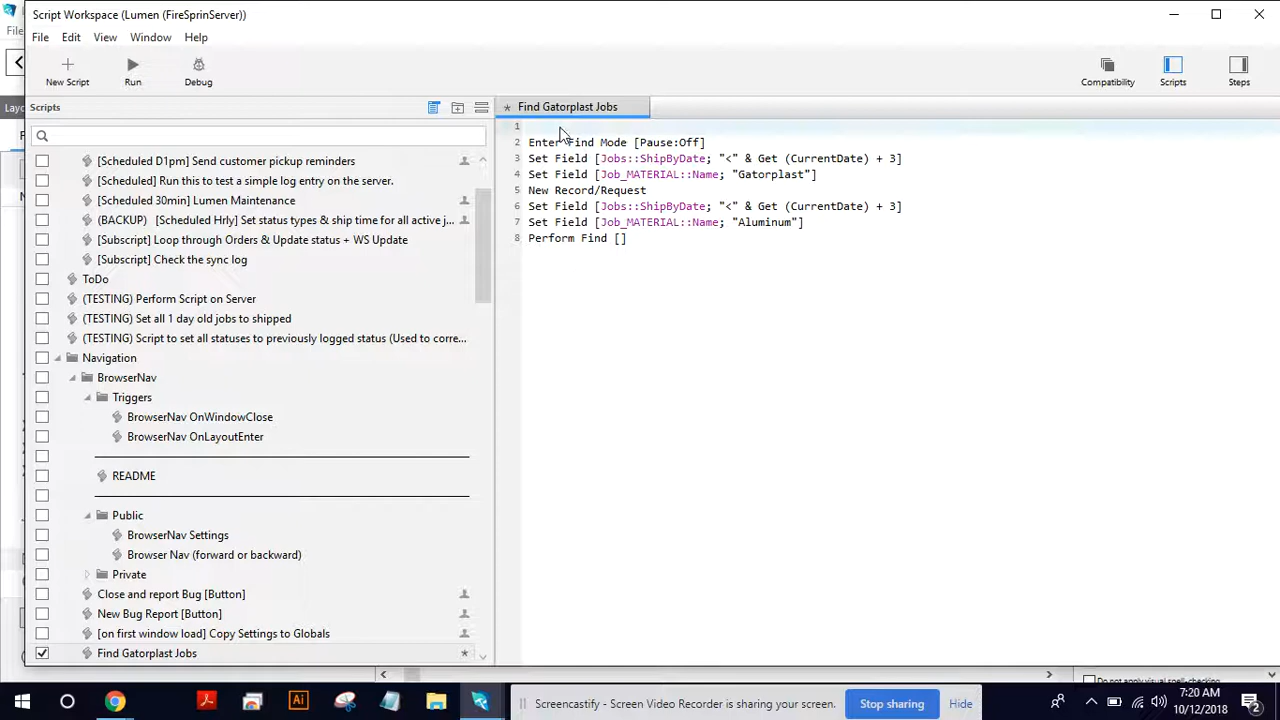 Script Workspace (Lumen (FireSprinServer))
File Edit View Window Help
New Script Run Debug Compatibility Scripts Steps
Layo
Scripts
* Find Gatorplast Jobs
[Scheduled D1pm] Send customer pickup reminders
[Scheduled] Run this to test a simple log entry on the server.
[Scheduled 30min] Lumen Maintenance
(BACKUP) [Scheduled Hrly] Set status types & ship time for all active j...
[Subscript] Loop through Orders & Update status + WS Update
[Subscript] Check the sync log
ToDo
(TESTING) Perform Script on Server
(TESTING) Set all 1 day old jobs to shipped
(TESTING) Script to set all statuses to previously logged status (Used to corre...
Navigation
BrowserNav
Triggers
BrowserNav OnWindowClose
BrowserNav OnLayoutEnter
README
Public
BrowserNav Settings
Browser Nav (forward or backward)
Private
Close and report Bug [Button]
New Bug Report [Button]
[on first window load] Copy Settings to Globals
Find Gatorplast Jobs *
1
2 Enter Find Mode [Pause:Off]
3 Set Field [Jobs::ShipByDate; "<" & Get (CurrentDate) + 3]
4 Set Field [Job_MATERIAL::Name; "Gatorplast"]
5 New Record/Request
6 Set Field [Jobs::ShipByDate; "<" & Get (CurrentDate) + 3]
7 Set Field [Job_MATERIAL::Name; "Aluminum"]
8 Perform Find []
Do not apply visual spell-checking
Screencastify - Screen Video Recorder is sharing your screen.
Stop sharing
Hide
7:20 AM
10/12/2018
2